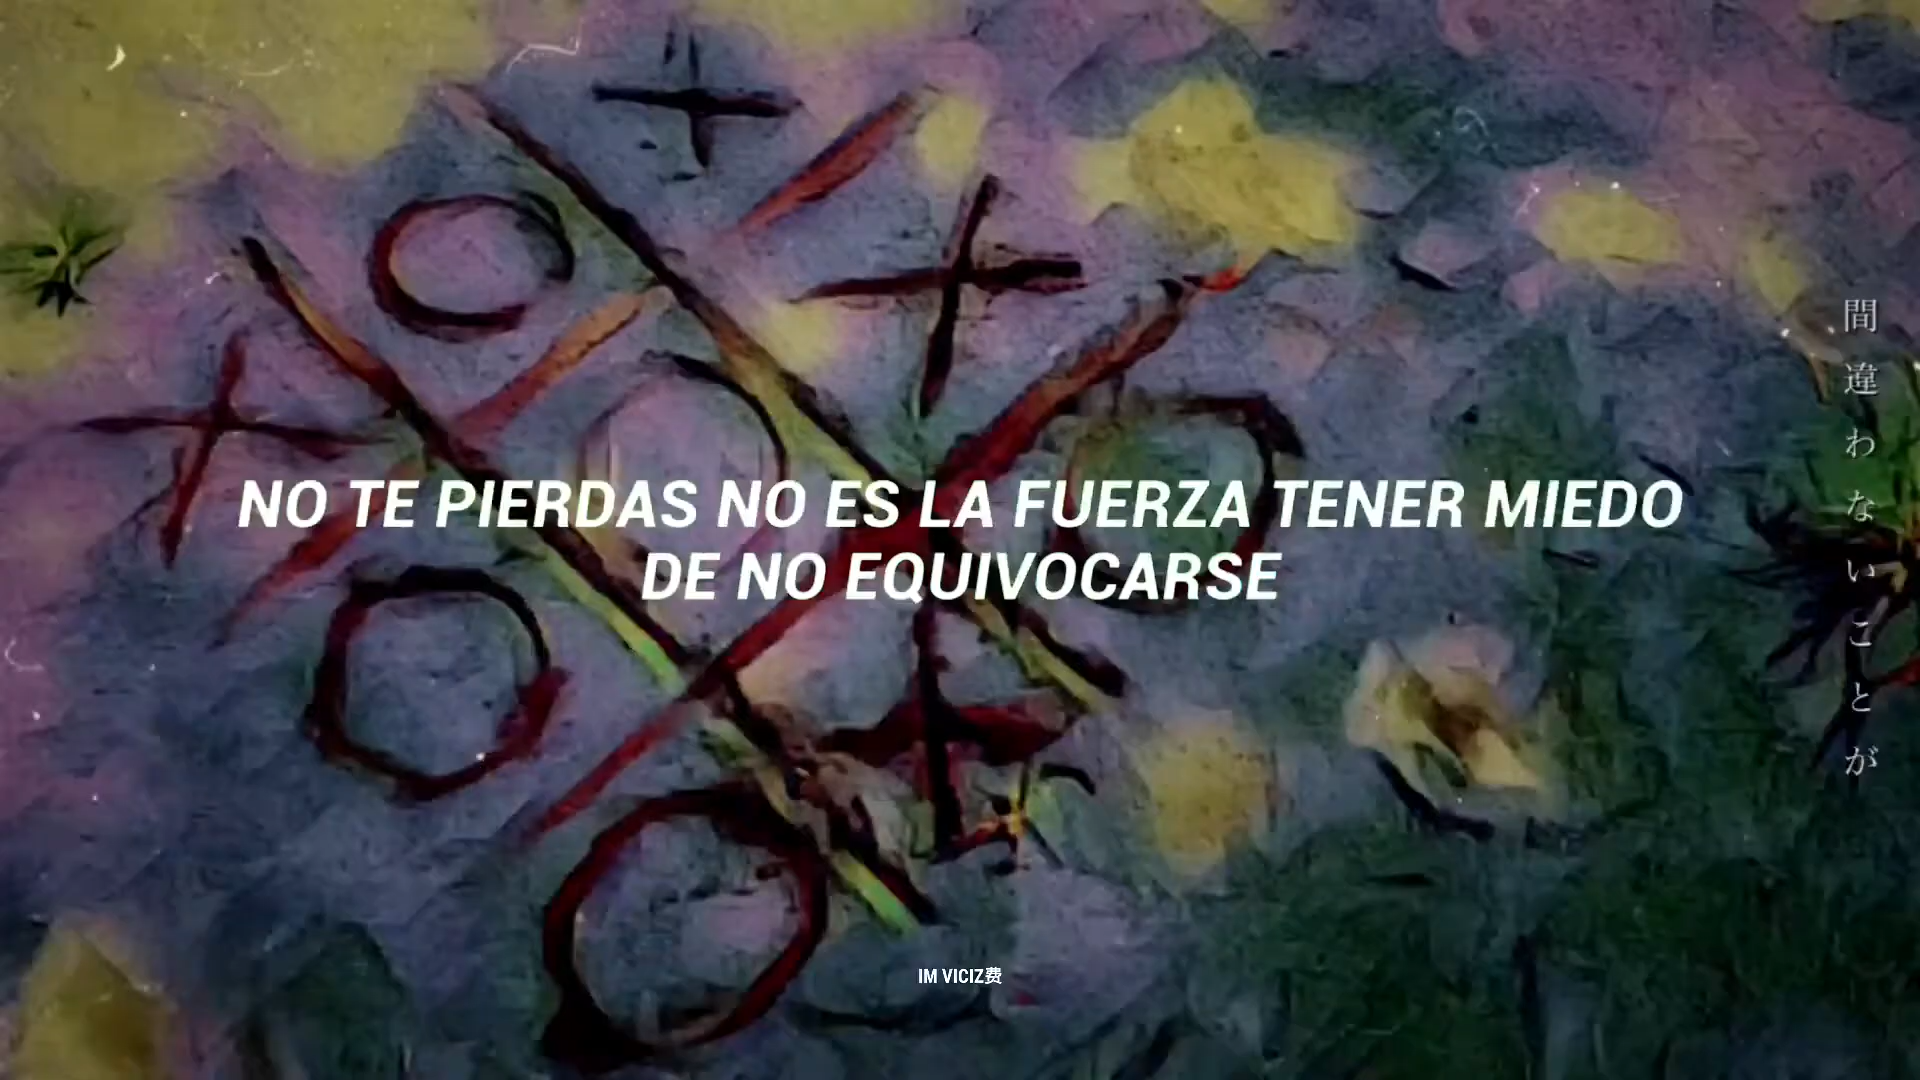 NO TE PIERDAS NO ES LA FUERZA TENER MIEDO
DE NO EQUIVOCARSE
間違わないことが
IM VICIZ费